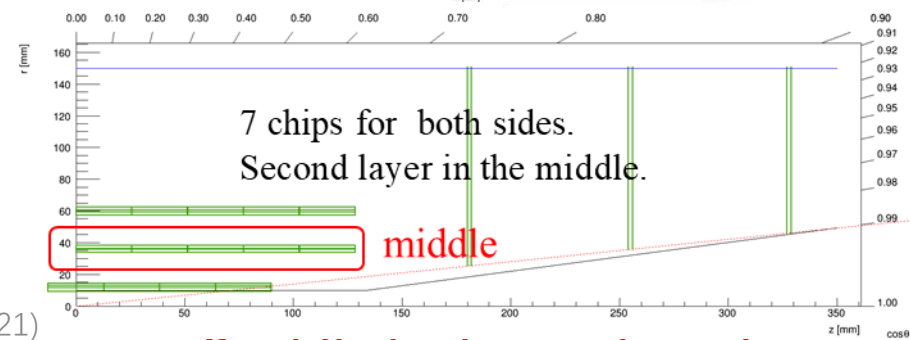 0.00 0.10 0.20 0.30 0.40 0.50 0.60 0.70 0.80 0.90
0.91
0.92
0.93
0.94
0.95
0.96
0.97
0.98
0.99
1.00
r [mm]
160
140
120
100
80
60
40
20
0
7 chips for both sides.
Second layer in the middle.
middle
0 50 100 150 200 250 300 350
z [mm]
cosθ
21)